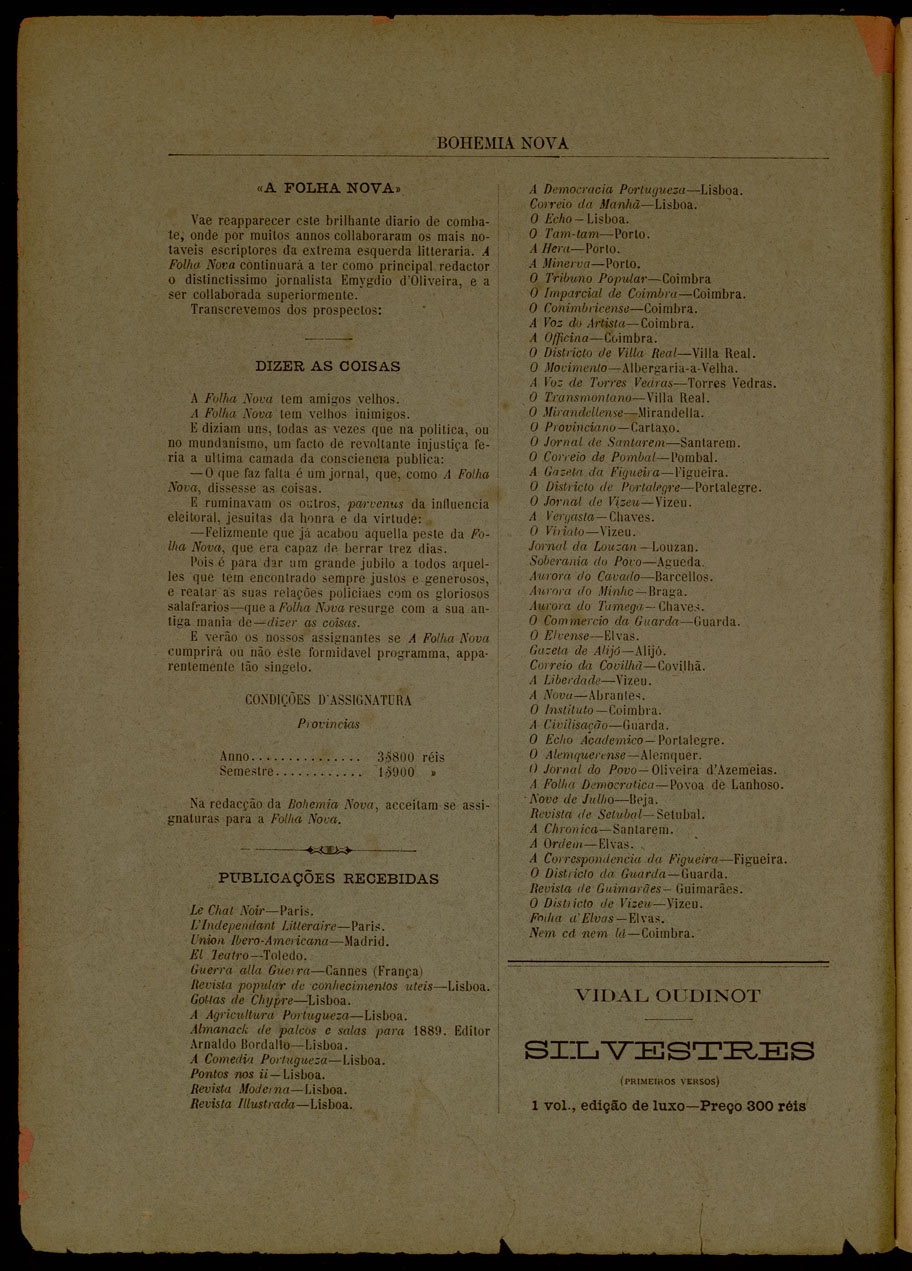 BOHEMIA NOVA
«A FOLHA NOVA»
Vae reapparecer este brilhante diario de comba-
te, onde por muitos annos collaboraram os mais no-
taveis escriptores da extrema esquerda litteraria. A
Folha Nova continuará a ter como principal redactor
o distinctissimo jornalista Emygdio d'Oliveira, e a
ser collaborada superiormente.
Transcrevemos dos prospectos:
DIZER AS COISAS
A Folha Nova tem amigos velhos.
A Folha Nova tem velhos inimigos.
E diziam uns, todas as vezes que na politica, ou
no mundanismo, um facto de revoltante injustiça fe-
ria a ultima camada da consciencia publica:
—O que faz falta é um jornal, que, como A Folha
Nova, dissesse as coisas.
E ruminavam os outros, parvenus da influencia
eleitoral, jesuitas da honra e da virtude:
—Felizmente que já acabou aquella peste da Fo-
lha Nova, que era capaz de berrar trez dias.
Pois é para dar um grande jubilo a todos aquel-
les que tem encontrado sempre justos e generosos,
e reatar as suas relações policiaes com os gloriosos
salafrarios—que a Folha Nova resurge com a sua an-
tiga mania de—dizer as coisas.
E verão os nossos assignantes se A Folha Nova
cumprirá ou não este formidavel programma, appa-
rentemente tão singelo.
CONDIÇÕES D'ASSIGNATURA
Provincias
Anno............... 3$800 réis
Semestre............ 1$900 »
Na redacção da Bohemia Nova, acceitam se assi-
gnaturas para a Folha Nova.
PUBLICAÇÕES RECEBIDAS
Le Chat Noir—Paris.
L'Independant Litteraire—Paris.
Union Ibero-Americana—Madrid.
El Teatro—Toledo.
Guerra alla Guerra—Cannes (França)
Revista popular de conhecimentos uteis—Lisboa.
Gottas de Chypre—Lisboa.
A Agricultura Portugueza—Lisboa.
Almanack de palcos e salas para 1889. Editor
Arnaldo Bordallo—Lisboa.
A Comedia Portugueza—Lisboa.
Pontos nos ii—Lisboa.
Revista Moderna—Lisboa.
Revista Illustrada—Lisboa.
A Democracia Portugueza—Lisboa.
Correio da Manhã—Lisboa.
O Echo—Lisboa.
O Tam-tam—Porto.
A Hera—Porto.
A Minerva—Porto.
O Tribuno Popular—Coimbra
O Imparcial de Coimbra—Coimbra.
O Conimbricense—Coimbra.
A Voz do Artista—Coimbra.
A Officina—Coimbra.
O Districto de Villa Real—Villa Real.
O Movimento—Albergaria-a-Velha.
A Voz de Torres Vedras—Torres Vedras.
O Transmontano—Villa Real.
O Mirandellense—Mirandella.
O Provinciano—Cartaxo.
O Jornal de Santarem—Santarem.
O Correio de Pombal—Pombal.
A Gazeta da Figueira—Figueira.
O Districto de Portalegre—Portalegre.
O Jornal de Vizeu—Vizeu.
A Vergasta—Chaves.
O Viriato—Vizeu.
Jornal da Louzan—Louzan.
Soberania do Povo—Agueda.
Aurora do Cavado—Barcellos.
Aurora do Minho—Braga.
Aurora do Tamega—Chaves.
O Commercio da Guarda—Guarda.
O Elvense—Elvas.
Gazeta de Alijó—Alijó.
Correio da Covilhã—Covilhã.
A Liberdade—Vizeu.
A Nova—Abrantes.
O Instituto—Coimbra.
A Civilisação—Guarda.
O Echo Academico—Portalegre.
O Alemquerense—Alemquer.
O Jornal do Povo—Oliveira d'Azemeias.
A Folha Democratica—Povoa de Lanhoso.
Nove de Julho—Beja.
Revista de Setubal—Setubal.
A Chronica—Santarem.
A Ordem—Elvas.
A Correspondencia da Figueira—Figueira.
O Districto da Guarda—Guarda.
Revista de Guimarães—Guimarães.
O Districto de Vizeu—Vizeu.
Folha d'Elvas—Elvas.
Nem cá nem lá—Coimbra.
VIDAL OUDINOT
SILVESTRES
(PRIMEIROS VERSOS)
1 vol., edição de luxo—Preço 300 réis